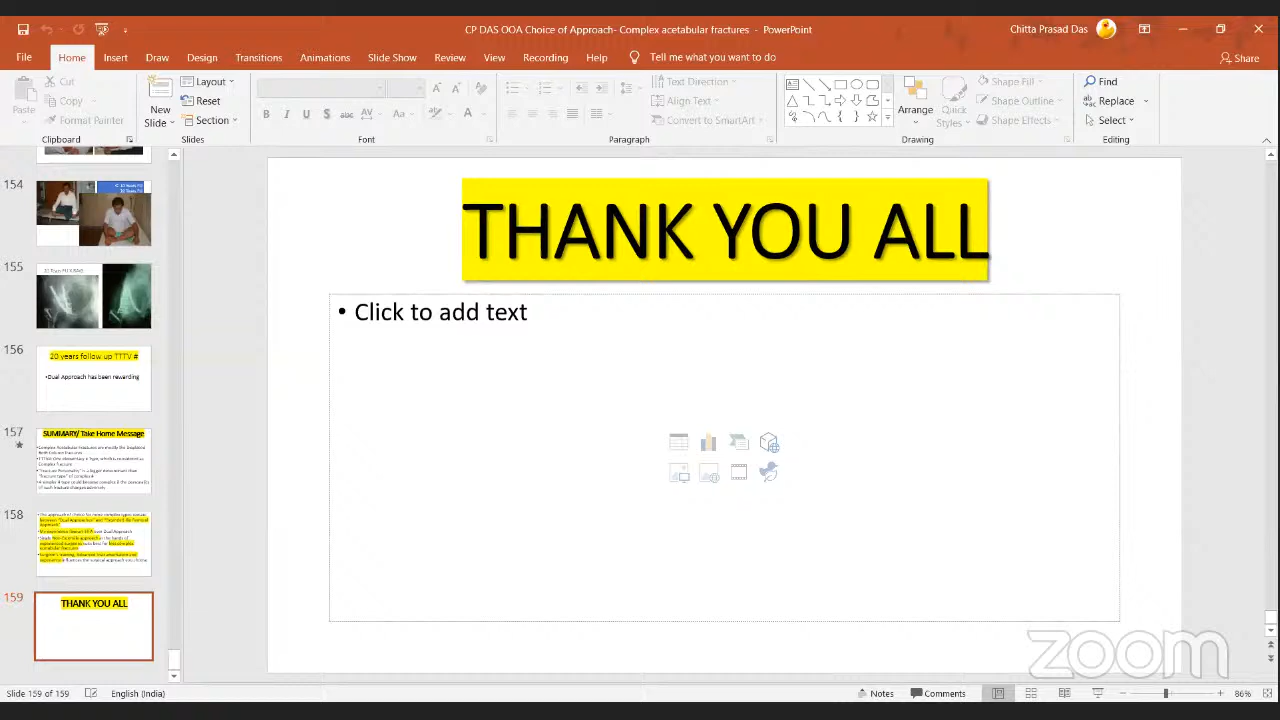 CP DAS OOA Choice of Approach- Complex acetabular fractures - PowerPoint
Chitta Prasad Das
File Home Insert Draw Design Transitions Animations Slide Show Review View Recording Help Tell me what you want to do
Share
Paste
Cut
Copy
Format Painter
Clipboard
New
Slide
Layout
Reset
Section
Slides
Font
Text Direction
Align Text
Convert to SmartArt
Paragraph
Arrange
Quick
Styles
Shape Fill
Shape Outline
Shape Effects
Drawing
Find
Replace
Select
Editing
154
155
156
20 years follow up TTTV #
•Dual Approach has been rewarding
157
SUMMARY/ Take Home Message
158
159
THANK YOU ALL
THANK YOU ALL
• Click to add text
zoom
Slide 159 of 159
English (India)
Notes
Comments
86%